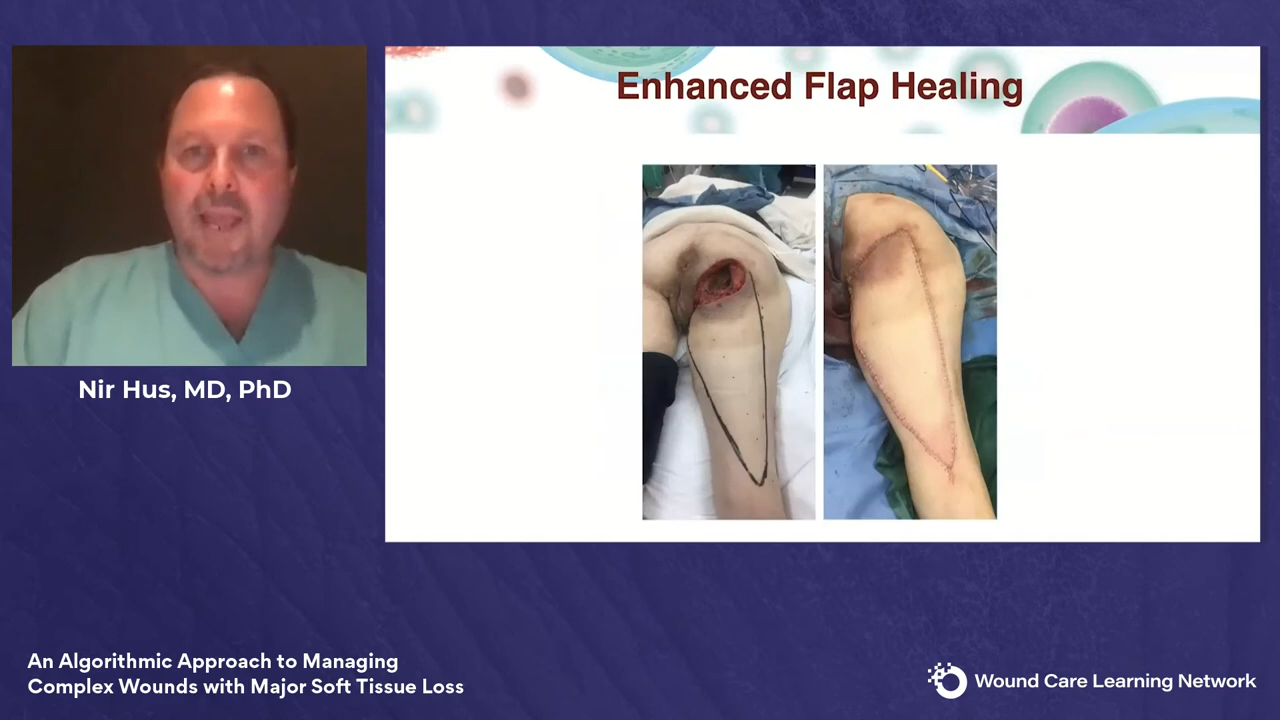 Enhanced Flap Healing
Nir Hus, MD, PhD
An Algorithmic Approach to Managing
Complex Wounds with Major Soft Tissue Loss
Wound Care Learning Network